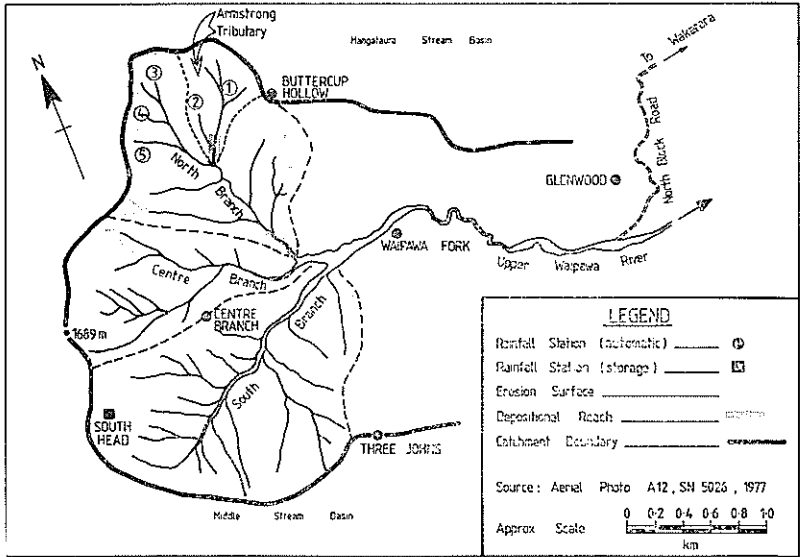 Armstrong
Tributary
Mangataura Stream Basin
To Wakarara
N
3
1
2
BUTTERCUP
HOLLOW
4
5
North Branch
North Block Road
GLENWOOD
WAIPAWA FORK
Upper Waipawa River
Centre Branch
CENTRE
BRANCH
1689m
South Branch
SOUTH
HEAD
THREE JOHNS
Middle Stream Basin
LEGEND
Rainfall Station (automatic)
Rainfall Station (storage)
Erosion Surface
Depositional Reach
Catchment Boundary
Source: Aerial Photo A12, SN 5026, 1977
Approx Scale
0 0·2 0·4 0·6 0·8 1·0
km